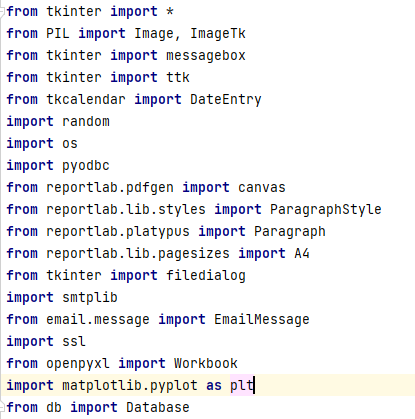 from tkinter import *
from PIL import Image, ImageTk
from tkinter import messagebox
from tkinter import ttk
from tkcalendar import DateEntry
import random
import os
import pyodbc
from reportlab.pdfgen import canvas
from reportlab.lib.styles import ParagraphStyle
from reportlab.platypus import Paragraph
from reportlab.lib.pagesizes import A4
from tkinter import filedialog
import smtplib
from email.message import EmailMessage
import ssl
from openpyxl import Workbook
import matplotlib.pyplot as plt
from db import Database